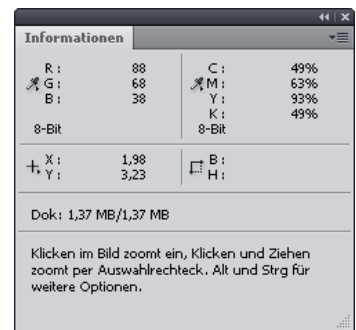 Informationen
R: 88 C: 49%
G: 68 M: 63%
B: 38 Y: 93%
K: 49%
8-Bit 8-Bit
X: 1,98 B:
Y: 3,23 H:
Dok: 1,37 MB/1,37 MB
Klicken im Bild zoomt ein, Klicken und Ziehen
zoomt per Auswahlrechteck. Alt und Strg für
weitere Optionen.